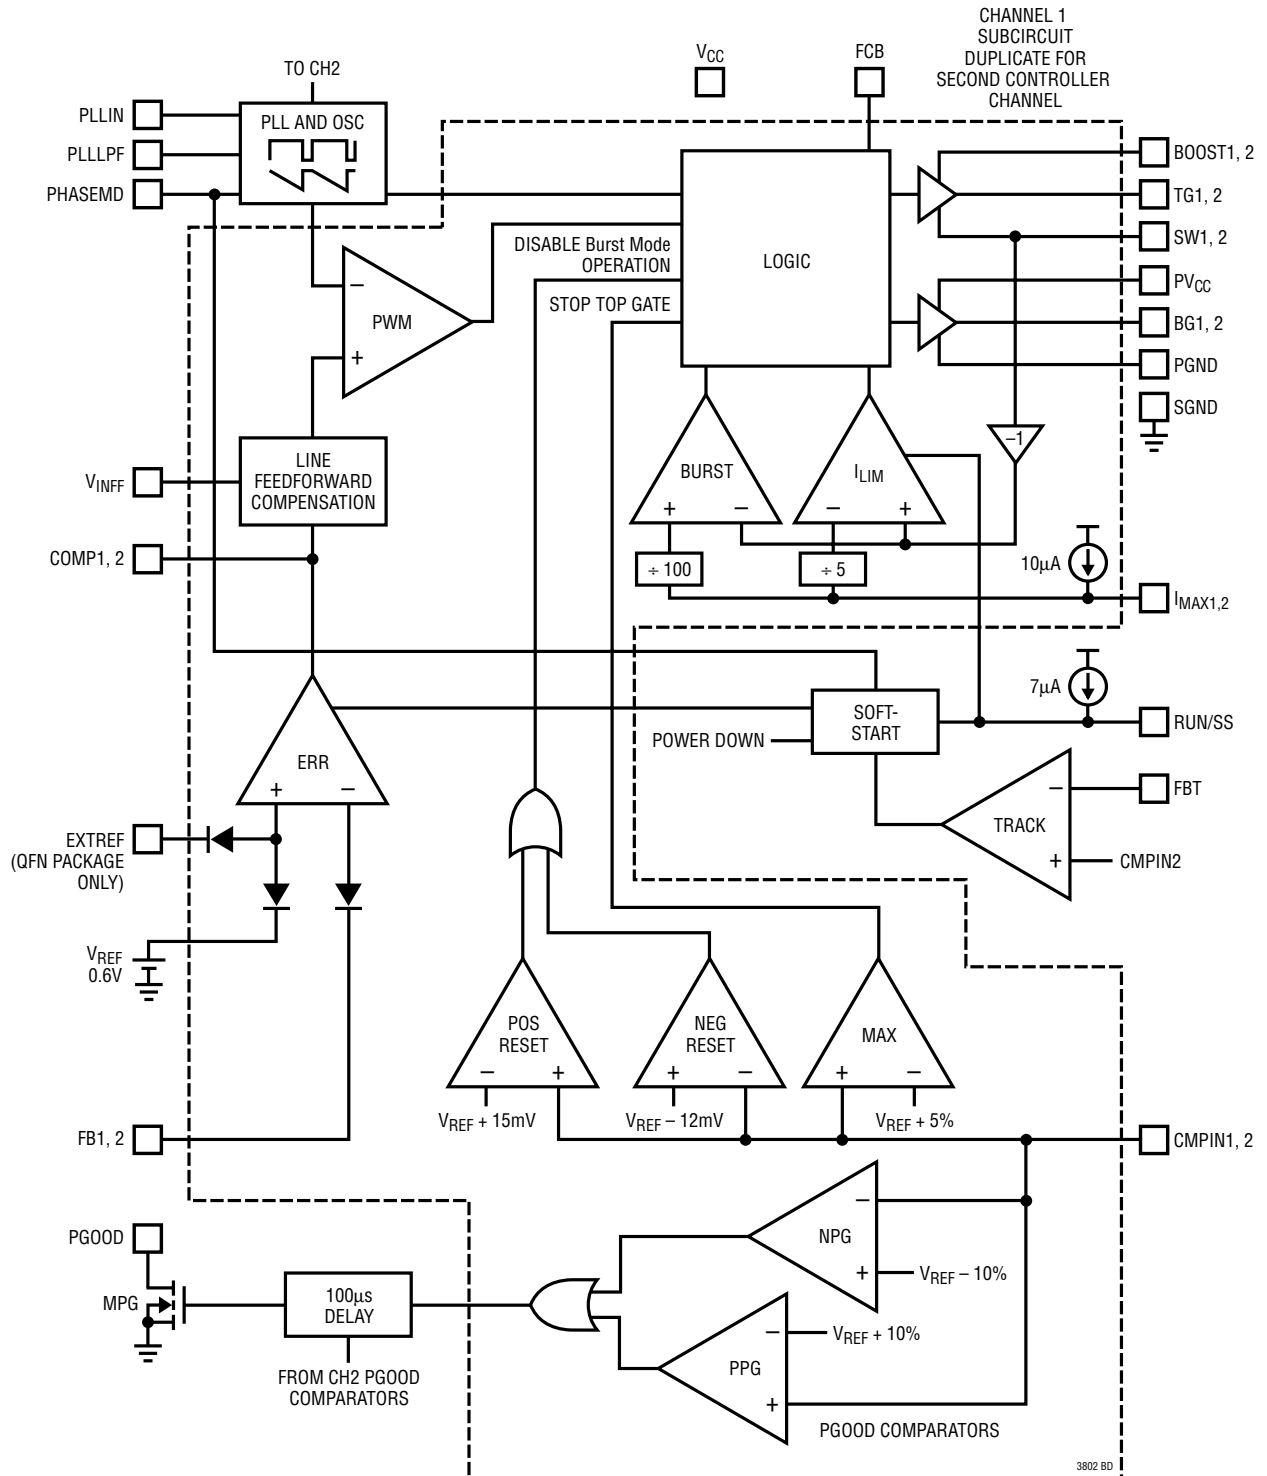 CHANNEL 1
SUBCIRCUIT
DUPLICATE FOR
SECOND CONTROLLER
CHANNEL
VCC
FCB
TO CH2
PLLIN
PLL AND OSC
PLLLPF
PHASEMD
BOOST1, 2
TG1, 2
SW1, 2
DISABLE Burst Mode
OPERATION
LOGIC
PVCC
STOP TOP GATE
–
PWM
+
BG1, 2
PGND
SGND
–1
LINE
FEEDFORWARD
COMPENSATION
VINFF
BURST
+ –
ILIM
– +
COMP1, 2
÷ 100
÷ 5
10µA
IMAX1,2
7µA
SOFT-
START
RUN/SS
POWER DOWN
ERR
+ –
FBT
–
TRACK
+
CMPIN2
EXTREF
(QFN PACKAGE
ONLY)
VREF
0.6V
POS
RESET
– +
NEG
RESET
+ –
MAX
+ –
VREF + 15mV
VREF – 12mV
VREF + 5%
FB1, 2
CMPIN1, 2
–
NPG
+
VREF – 10%
PGOOD
MPG
100µs
DELAY
–
VREF + 10%
PPG
+
FROM CH2 PGOOD
COMPARATORS
PGOOD COMPARATORS
3802 BD